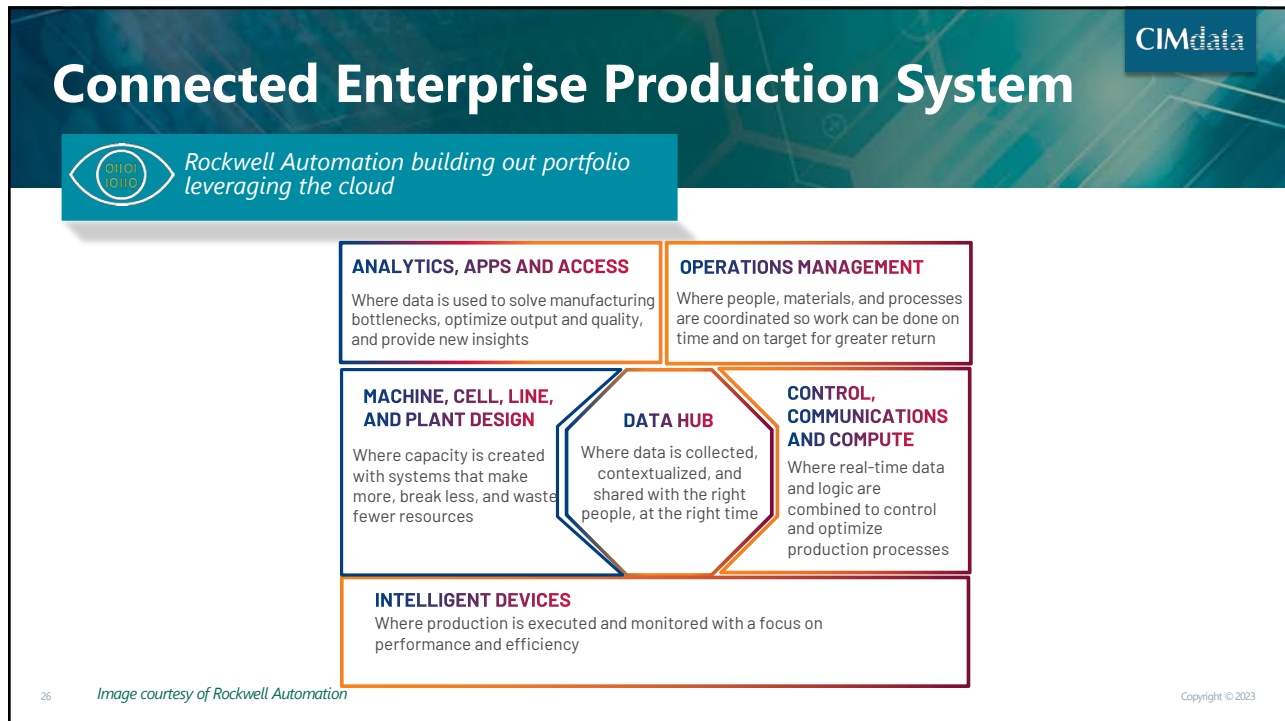 CIMdata
Connected Enterprise Production System
01101
10110
Rockwell Automation building out portfolio
leveraging the cloud
ANALYTICS, APPS AND ACCESS
Where data is used to solve manufacturing
bottlenecks, optimize output and quality,
and provide new insights
OPERATIONS MANAGEMENT
Where people, materials, and processes
are coordinated so work can be done on
time and on target for greater return
MACHINE, CELL, LINE,
AND PLANT DESIGN
Where capacity is created
with systems that make
more, break less, and waste
fewer resources
DATA HUB
Where data is collected,
contextualized, and
shared with the right
people, at the right time
CONTROL,
COMMUNICATIONS
AND COMPUTE
Where real-time data
and logic are
combined to control
and optimize
production processes
INTELLIGENT DEVICES
Where production is executed and monitored with a focus on
performance and efficiency
26
Image courtesy of Rockwell Automation
Copyright © 2023